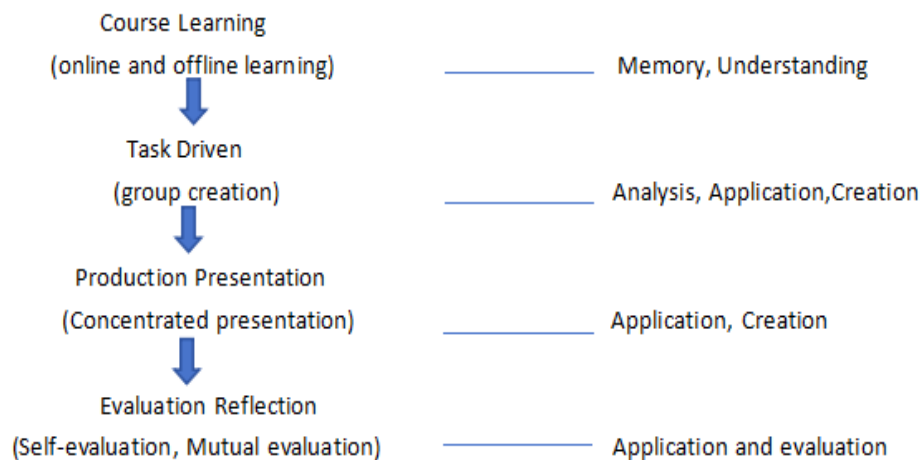 Course Learning
(online and offline learning)
Memory, Understanding
Task Driven
(group creation)
Analysis, Application,Creation
Production Presentation
(Concentrated presentation)
Application, Creation
Evaluation Reflection
(Self-evaluation, Mutual evaluation)
Application and evaluation